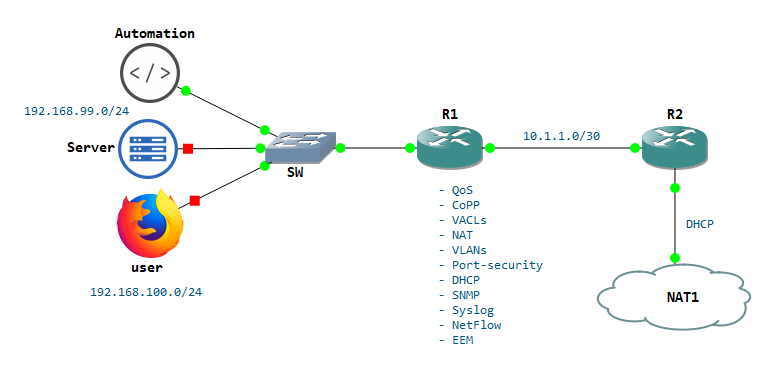 Automation
</>
192.168.99.0/24
Server
SW
user
192.168.100.0/24
R1
10.1.1.0/30
R2
- QoS
- CoPP
- VACLs
- NAT
- VLANs
- Port-security
- DHCP
- SNMP
- Syslog
- NetFlow
- EEM
DHCP
NAT1